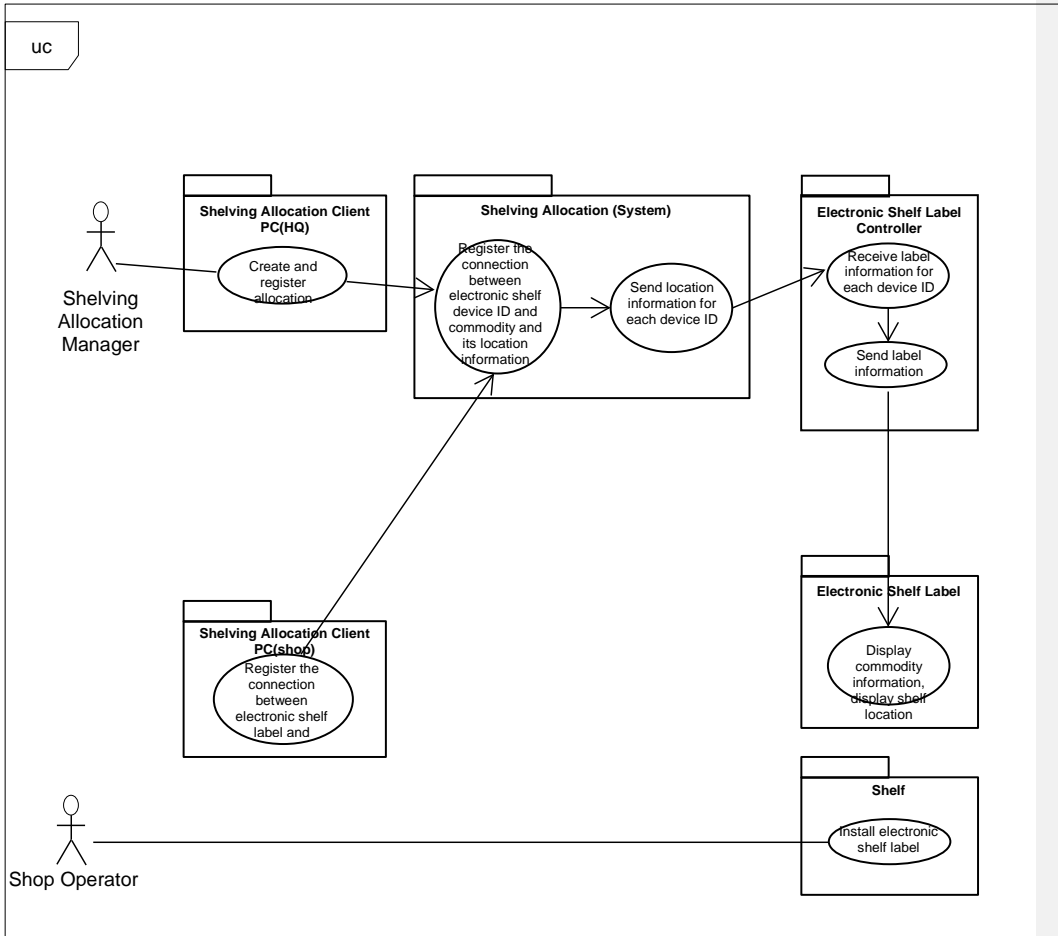 uc
Shelving Allocation Client
PC(HQ)
Create and
register
allocation
Shelving
Allocation
Manager
Shelving Allocation (System)
Register the
connection
between
electronic shelf
device ID and
commodity and
its location
information
Send location
information for
each device ID
Electronic Shelf Label
Controller
Receive label
information for
each device ID
Send label
information
Shelving Allocation Client
PC(shop)
Register the
connection
between
electronic shelf
label and
Electronic Shelf Label
Display
commodity
information,
display shelf
location
Shelf
Install electronic
shelf label
Shop Operator